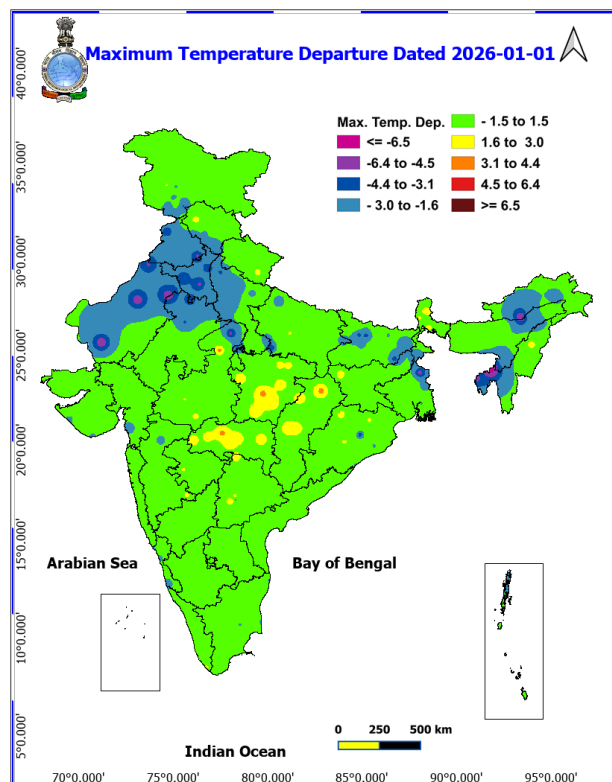 Maximum Temperature Departure Dated 2026-01-01
Max. Temp. Dep.
<= -6.5
-6.4 to -4.5
-4.4 to -3.1
- 3.0 to -1.6
- 1.5 to 1.5
1.6 to 3.0
3.1 to 4.4
4.5 to 6.4
>= 6.5
40°0.000'
35°0.000'
30°0.000'
25°0.000'
20°0.000'
15°0.000'
10°0.000'
5°0.000'
Arabian Sea
Bay of Bengal
Indian Ocean
0 250 500 km
70°0.000' 75°0.000' 80°0.000' 85°0.000' 90°0.000' 95°0.000'